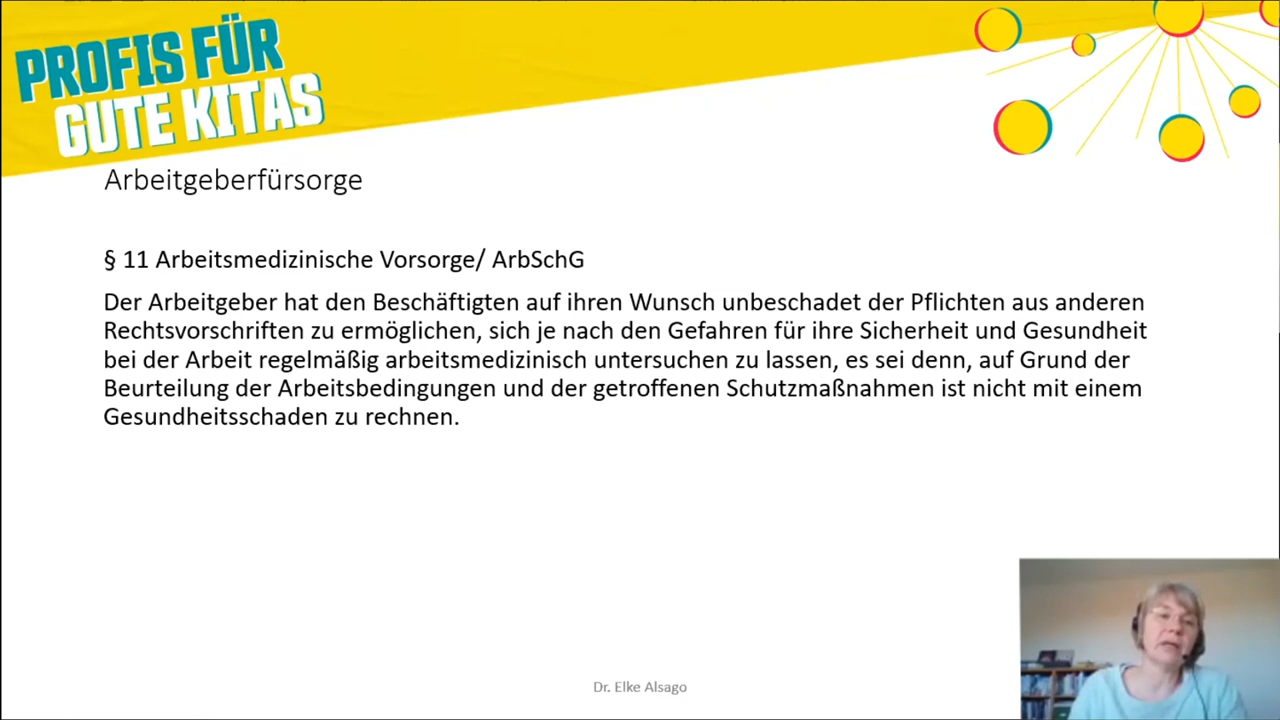 PROFIS FÜR
GUTE KITAS
Arbeitgeberfürsorge
§ 11 Arbeitsmedizinische Vorsorge/ ArbSchG
Der Arbeitgeber hat den Beschäftigten auf ihren Wunsch unbeschadet der Pflichten aus anderen
Rechtsvorschriften zu ermöglichen, sich je nach den Gefahren für ihre Sicherheit und Gesundheit
bei der Arbeit regelmäßig arbeitsmedizinisch untersuchen zu lassen, es sei denn, auf Grund der
Beurteilung der Arbeitsbedingungen und der getroffenen Schutzmaßnahmen ist nicht mit einem
Gesundheitsschaden zu rechnen.
Dr. Elke Alsago